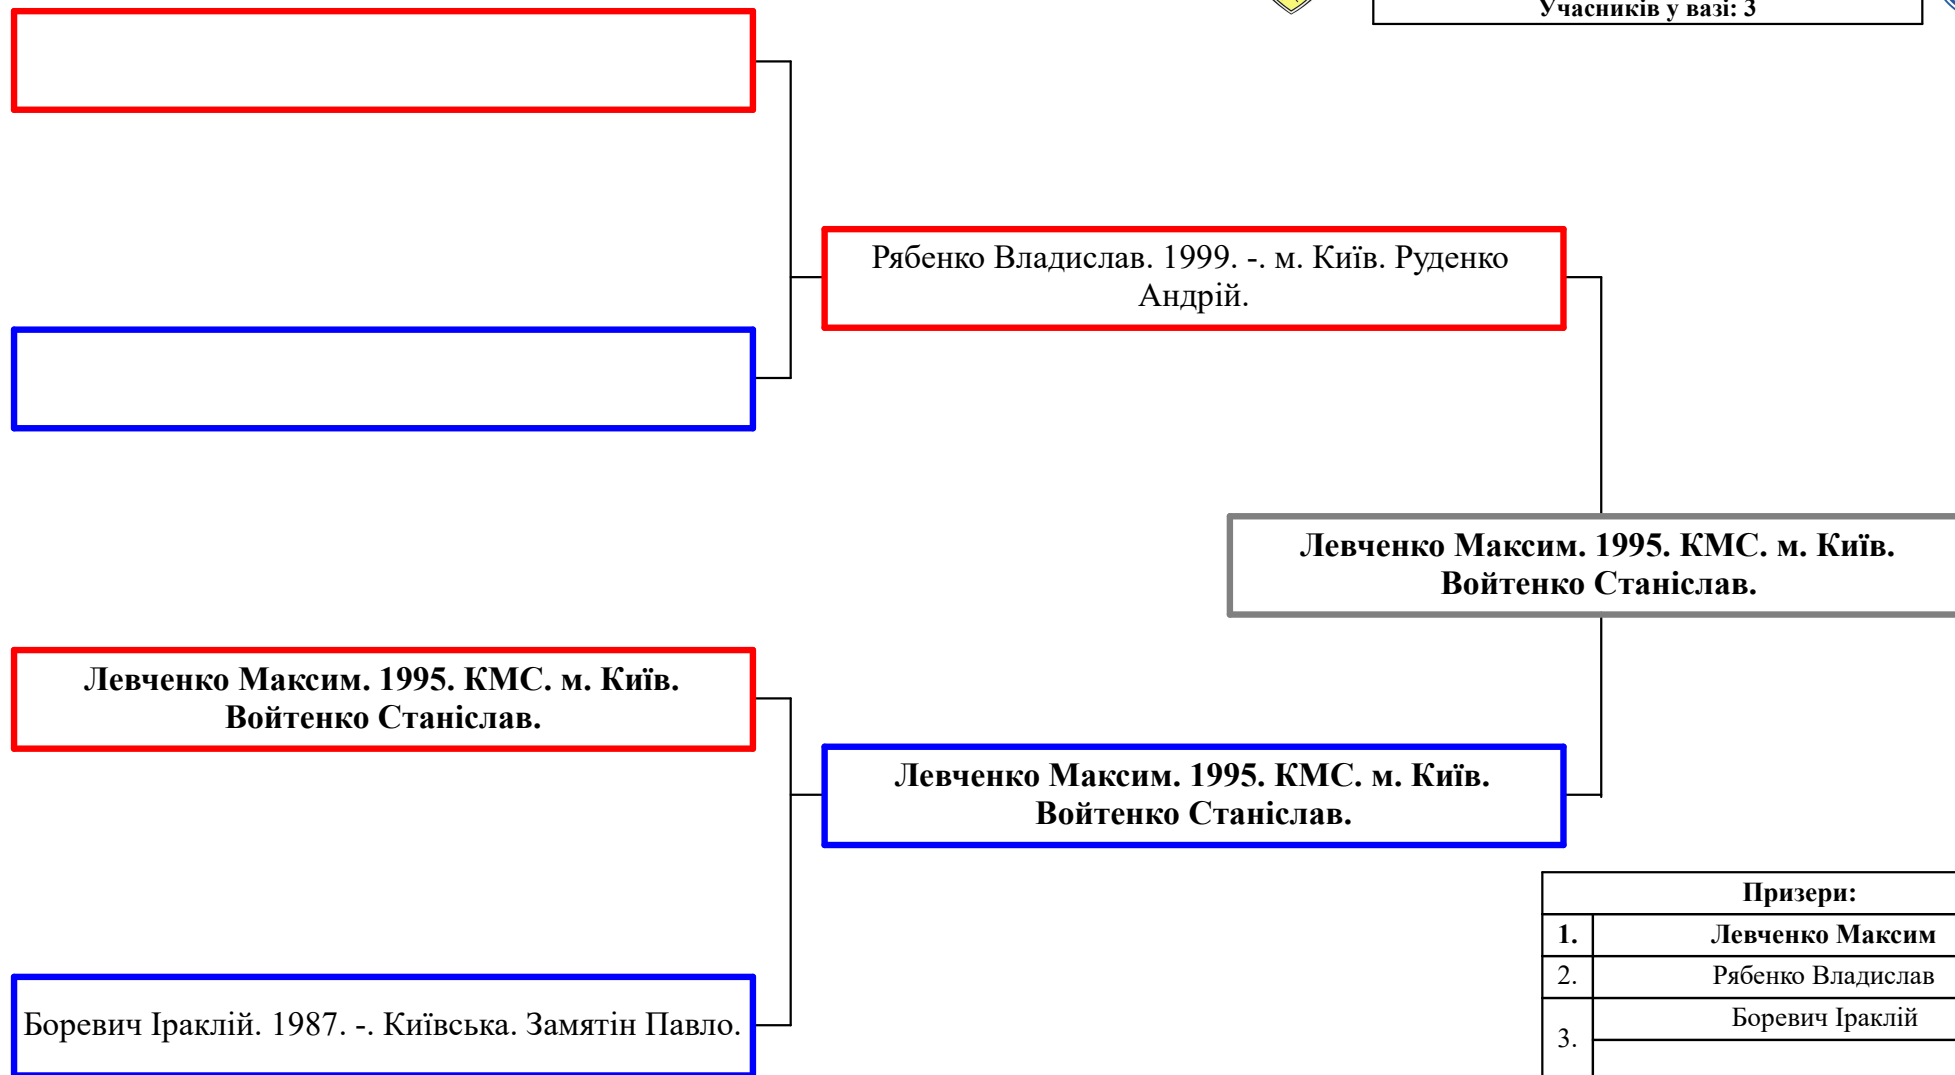 Учасників у вазі: 3
Рябенко Владислав. 1999. -. м. Київ. Руденко
Андрій.
Левченко Максим. 1995. КМС. м. Київ.
Войтенко Станіслав.
Левченко Максим. 1995. КМС. м. Київ.
Войтенко Станіслав.
Левченко Максим. 1995. КМС. м. Київ.
Войтенко Станіслав.
Боревич Іраклій. 1987. -. Київська. Замятін Павло.
Призери:
1. Левченко Максим
2. Рябенко Владислав
3. Боревич Іраклій